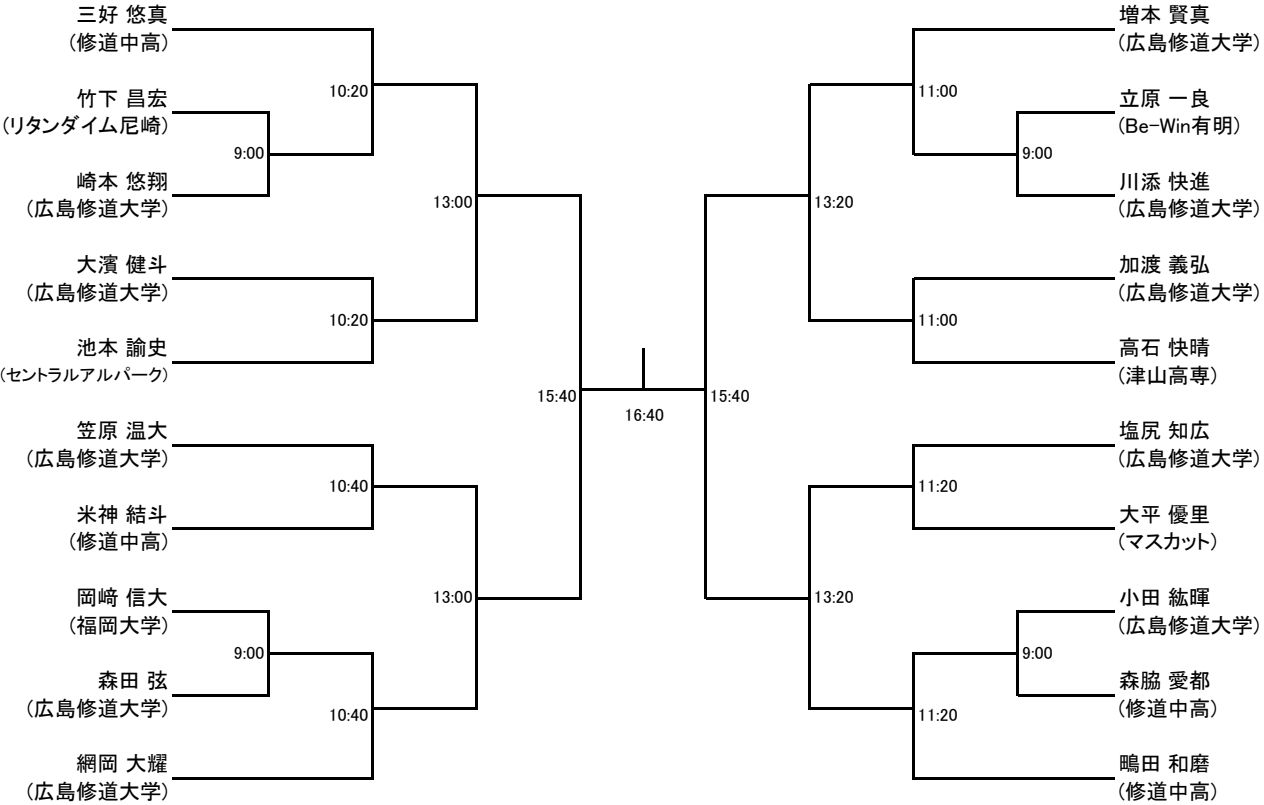 三好 悠真
(修道中高)
10:20
竹下 昌宏
(リタンダイム尼崎)
9:00
崎本 悠翔
(広島修道大学)
13:00
大濱 健斗
(広島修道大学)
10:20
池本 諭史
(セントラルアルパーク)
15:40
笠原 温大
(広島修道大学)
10:40
米神 結斗
(修道中高)
岡﨑 信大
(福岡大学)
13:00
9:00
森田 弦
(広島修道大学)
10:40
網岡 大耀
(広島修道大学)
16:40
増本 賢真
(広島修道大学)
11:00
立原 一良
(Be-Win有明)
9:00
川添 快進
(広島修道大学)
13:20
加渡 義弘
(広島修道大学)
11:00
高石 快晴
(津山高専)
15:40
塩尻 知広
(広島修道大学)
11:20
大平 優里
(マスカット)
13:20
小田 紘暉
(広島修道大学)
9:00
森脇 愛都
(修道中高)
11:20
鴫田 和磨
(修道中高)